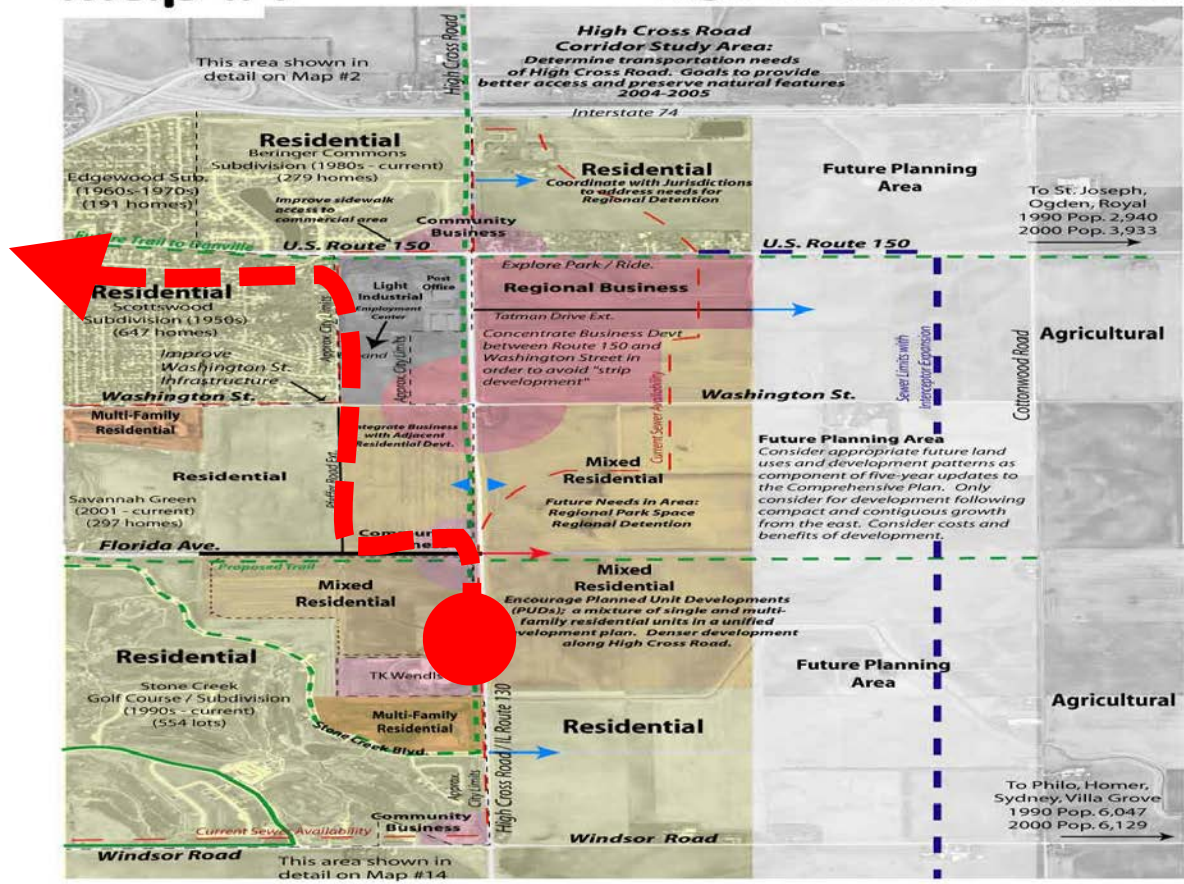 High Cross Road
Corridor Study Area:
Determine transportation needs
of High Cross Road. Goals to provide
better access and preserve natural features
2004-2005
This area shown in
detail on Map #2
High Cross Road
Interstate 74
Residential
Beringer Commons
Subdivision (1980s - current)
(279 homes)
Edgewood Sub.
(1960s-1970s)
(191 homes)
Improve sidewalk
access to
commercial area
Community
Business
Residential
Coordinate with Jurisdictions
to address needs for
Regional Detention
Future Planning
Area
To St. Joseph,
Ogden, Royal
1990 Pop. 2,940
2000 Pop. 3,933
Trail to Danville
U.S. Route 150
U.S. Route 150
Residential
Scottswood
Subdivision (1950s)
(647 homes)
Improve
Washington St.
Infrastructure
Washington St.
Approx. City Limits
Light
Industrial
Employment
Center
Post
Office
and
Approx. City Limits
Explore Park / Ride.
Regional Business
Tatman Drive Ext.
Concentrate Business Devt
between Route 150 and
Washington Street in
order to avoid "strip
development"
Current Sewer Availability
Washington St.
Sewer Limits with
Interceptor Expansion
Cottonwood Road
Agricultural
Multi-Family
Residential
Residential
Savannah Green
(2001 - current)
(297 homes)
Florida Ave.
Road Ext.
Integrate Business
with Adjacent
Residential Devt.
Mixed
Residential
Future Needs in Area:
Regional Park Space
Regional Detention
Future Planning Area
Consider appropriate future land
uses and development patterns as
component of five-year updates to
the Comprehensive Plan. Only
consider for development following
compact and contiguous growth
from the east. Consider costs and
benefits of development.
Proposed Trail
Mixed
Residential
Mixed
Residential
Encourage Planned Unit Developments
(PUDs); a mixture of single and multi-
family residential units in a unified
velopment plan. Denser development
along High Cross Road.
Residential
Stone Creek
Golf Course / Subdivision
(1990s - current)
(554 lots)
TK Wendls
Multi-Family
Residential
Stone Creek Blvd.
High Cross Road / IL Route 130
Approx.
City Limits
Residential
Future Planning
Area
Agricultural
To Philo, Homer,
Sydney, Villa Grove
1990 Pop. 6,047
2000 Pop. 6,129
Current Sewer Availability
Community
Business
Windsor Road
Windsor Road
This area shown in
detail on Map #14